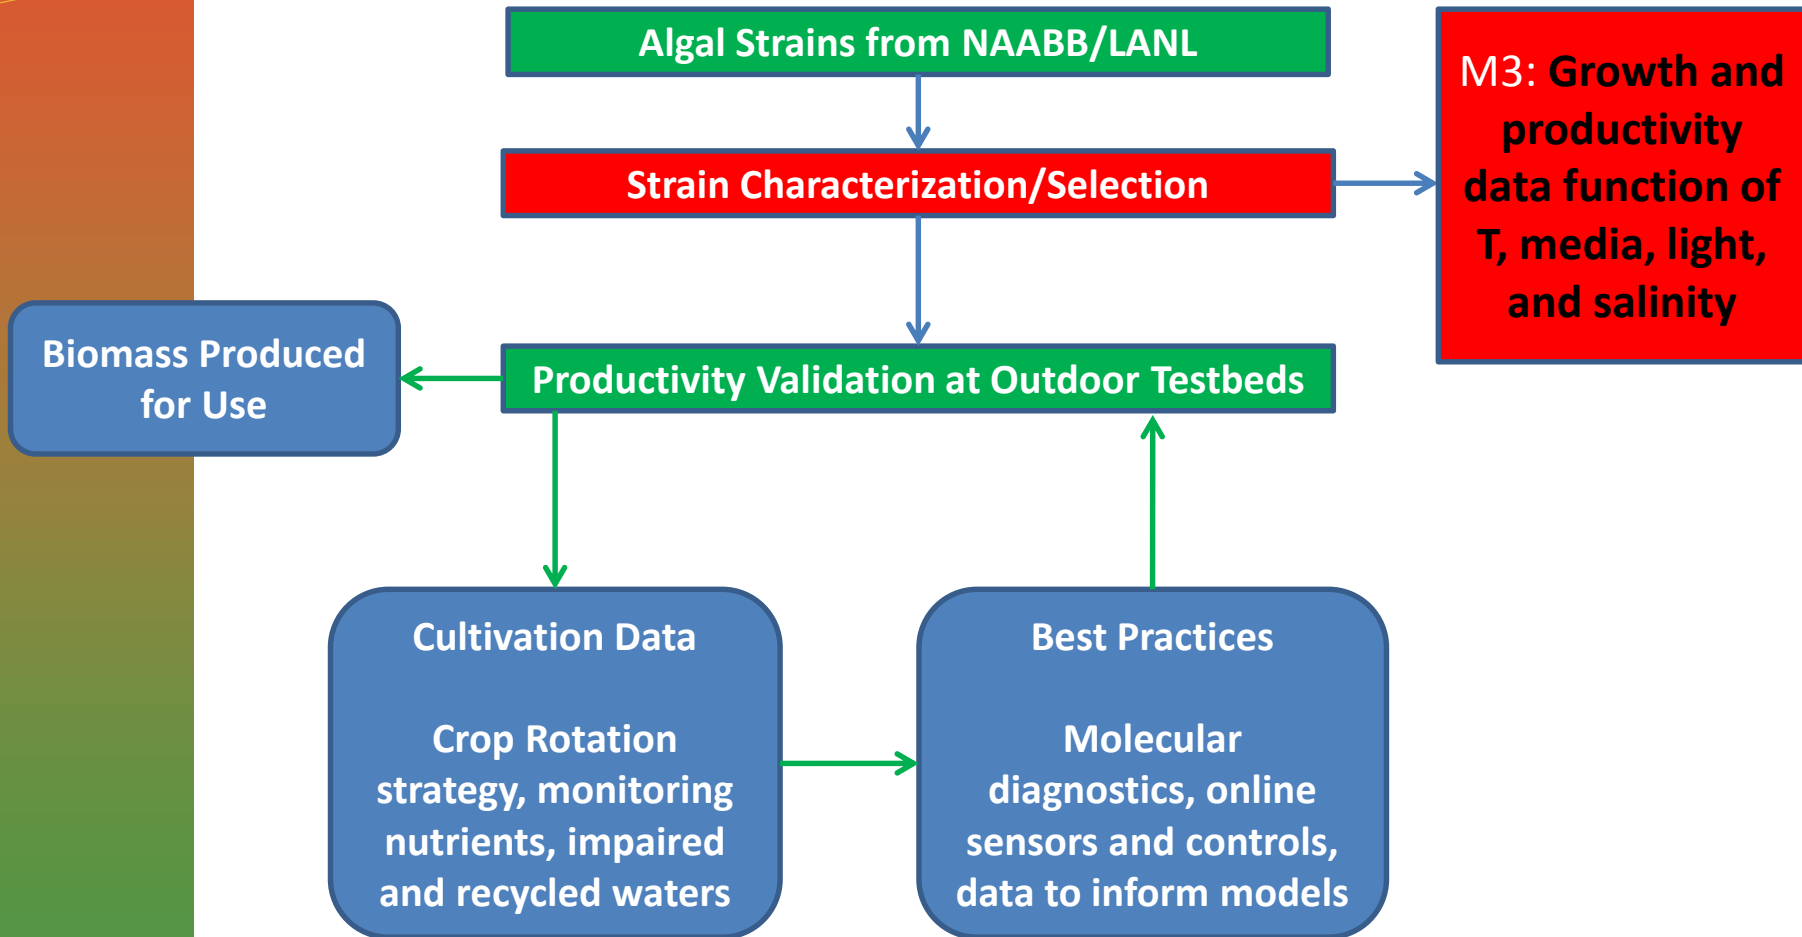 Algal Strains from NAABB/LANL
M3: Growth and
productivity
data function of
T, media, light,
and salinity
Strain Characterization/Selection
Biomass Produced
for Use
Productivity Validation at Outdoor Testbeds
Cultivation Data
Crop Rotation
strategy, monitoring
nutrients, impaired
and recycled waters
Best Practices
Molecular
diagnostics, online
sensors and controls,
data to inform models